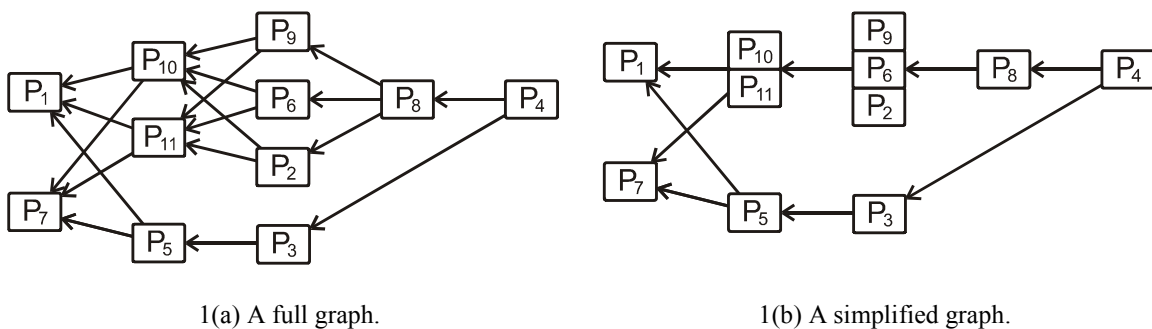 P1
P10
P11
P9
P6
P2
P8
P4
P7
P5
P3
P1
P10
P11
P9
P6
P2
P8
P4
P7
P5
P3
1(a) A full graph.
1(b) A simplified graph.